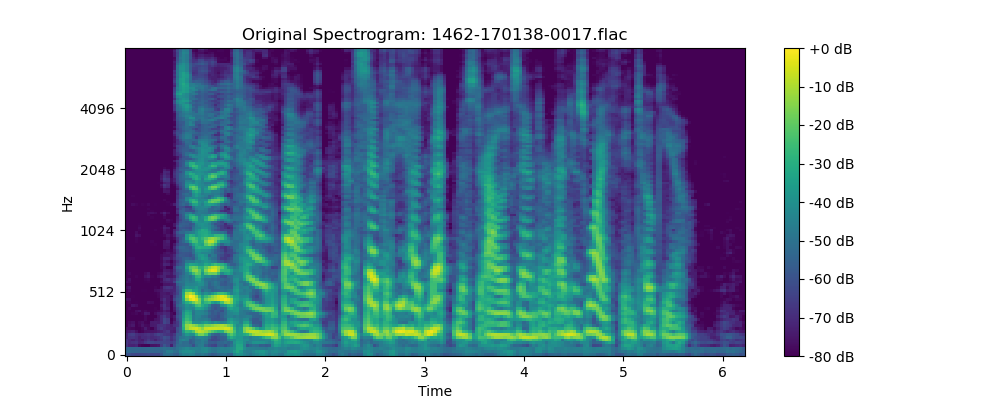 Original Spectrogram: 1462-170138-0017.flac
4096
2048
1024
512
0
Hz
0 1 2 3 4 5 6
Time
+0 dB
-10 dB
-20 dB
-30 dB
-40 dB
-50 dB
-60 dB
-70 dB
-80 dB